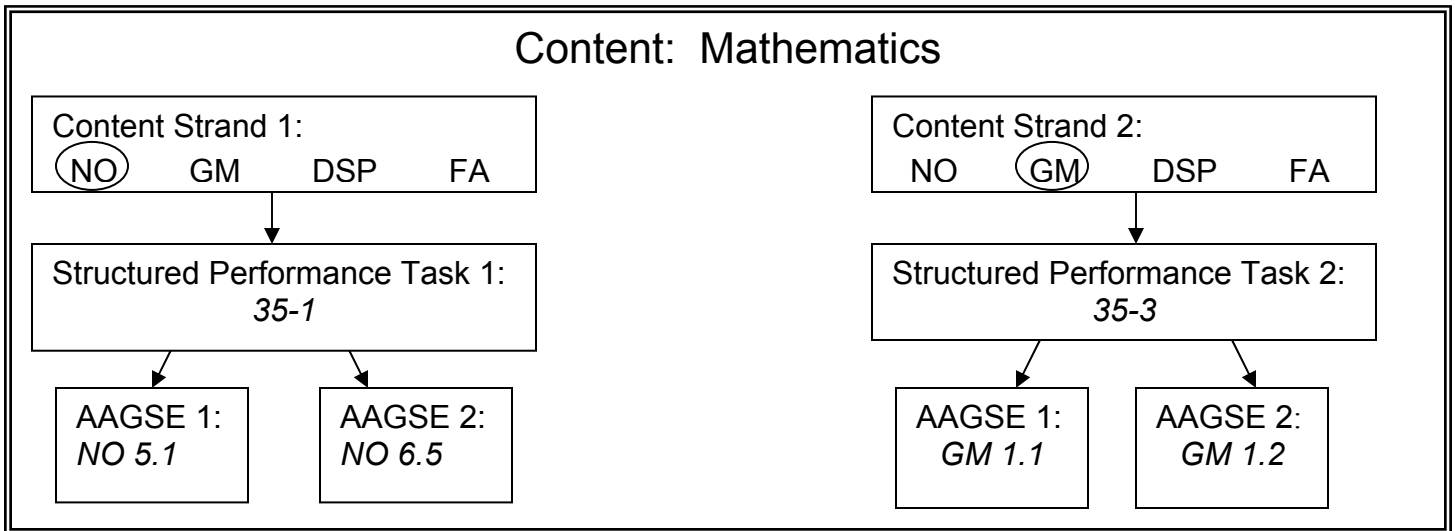 Content: Mathematics
Content Strand 1:
NO GM DSP FA
Structured Performance Task 1:
35-1
AAGSE 1:
NO 5.1
AAGSE 2:
NO 6.5
Content Strand 2:
NO GM DSP FA
Structured Performance Task 2:
35-3
AAGSE 1:
GM 1.1
AAGSE 2:
GM 1.2